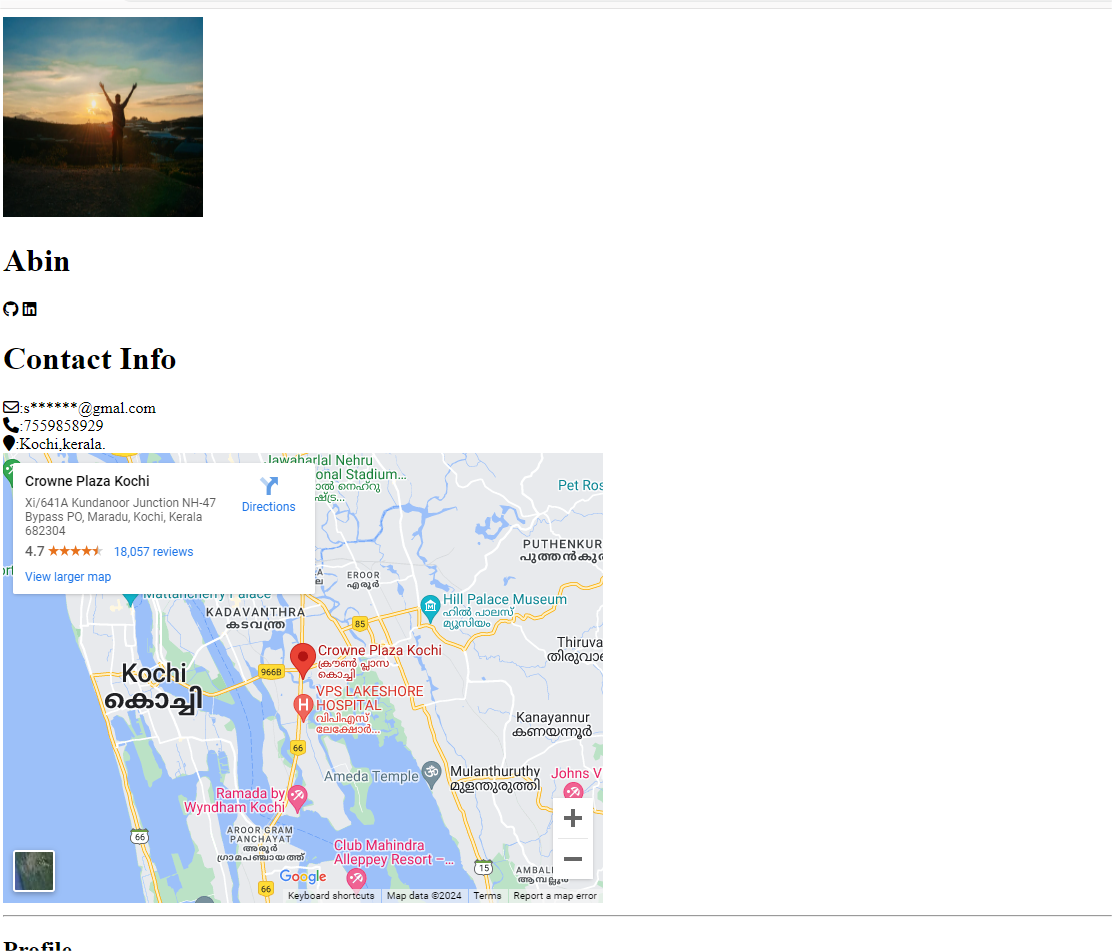 Abin
Contact Info
:s******@gmal.com
:7559858929
:Kochi,kerala.
Crowne Plaza Kochi
Xi/641A Kundanoor Junction NH-47
Bypass PO, Maradu, Kochi, Kerala
682304
Directions
4.7
18,057 reviews
View larger map
Jawaharlal Nehru
onal Stadium...
Pet Ros
PUTHENKUR
പുത്തൻകുര
EROOR
എരൂർ
Mattancherry Palace
KADAVANTHRA
കടവന്ത്ര
85
Hill Palace Museum
ഹിൽ പാലസ്
മ്യൂസിയം
Thiruva
Crowne Plaza Kochi
ക്രൗൺ പ്ലാസ
കൊച്ചി
966B
Kochi
കൊച്ചി
VPS LAKESHORE
HOSPITAL
വിപിഎസ്
ലേക്‌ഷോർ...
H
Kanayannur
കണയന്നൂർ
66
Ameda Temple
Mulanthuruthy
മുളന്തുരുത്തി
Johns V
Ramada by
Wyndham Kochi
66
AROOR GRAM
PANCHAYAT
അരൂർ
ഗ്രാമപഞ്ചായത്ത്
Club Mahindra
Alleppey Resort –...
15
AMBALL
Google
66
Keyboard shortcuts
Map data ©2024
Terms
Report a map error
Profile